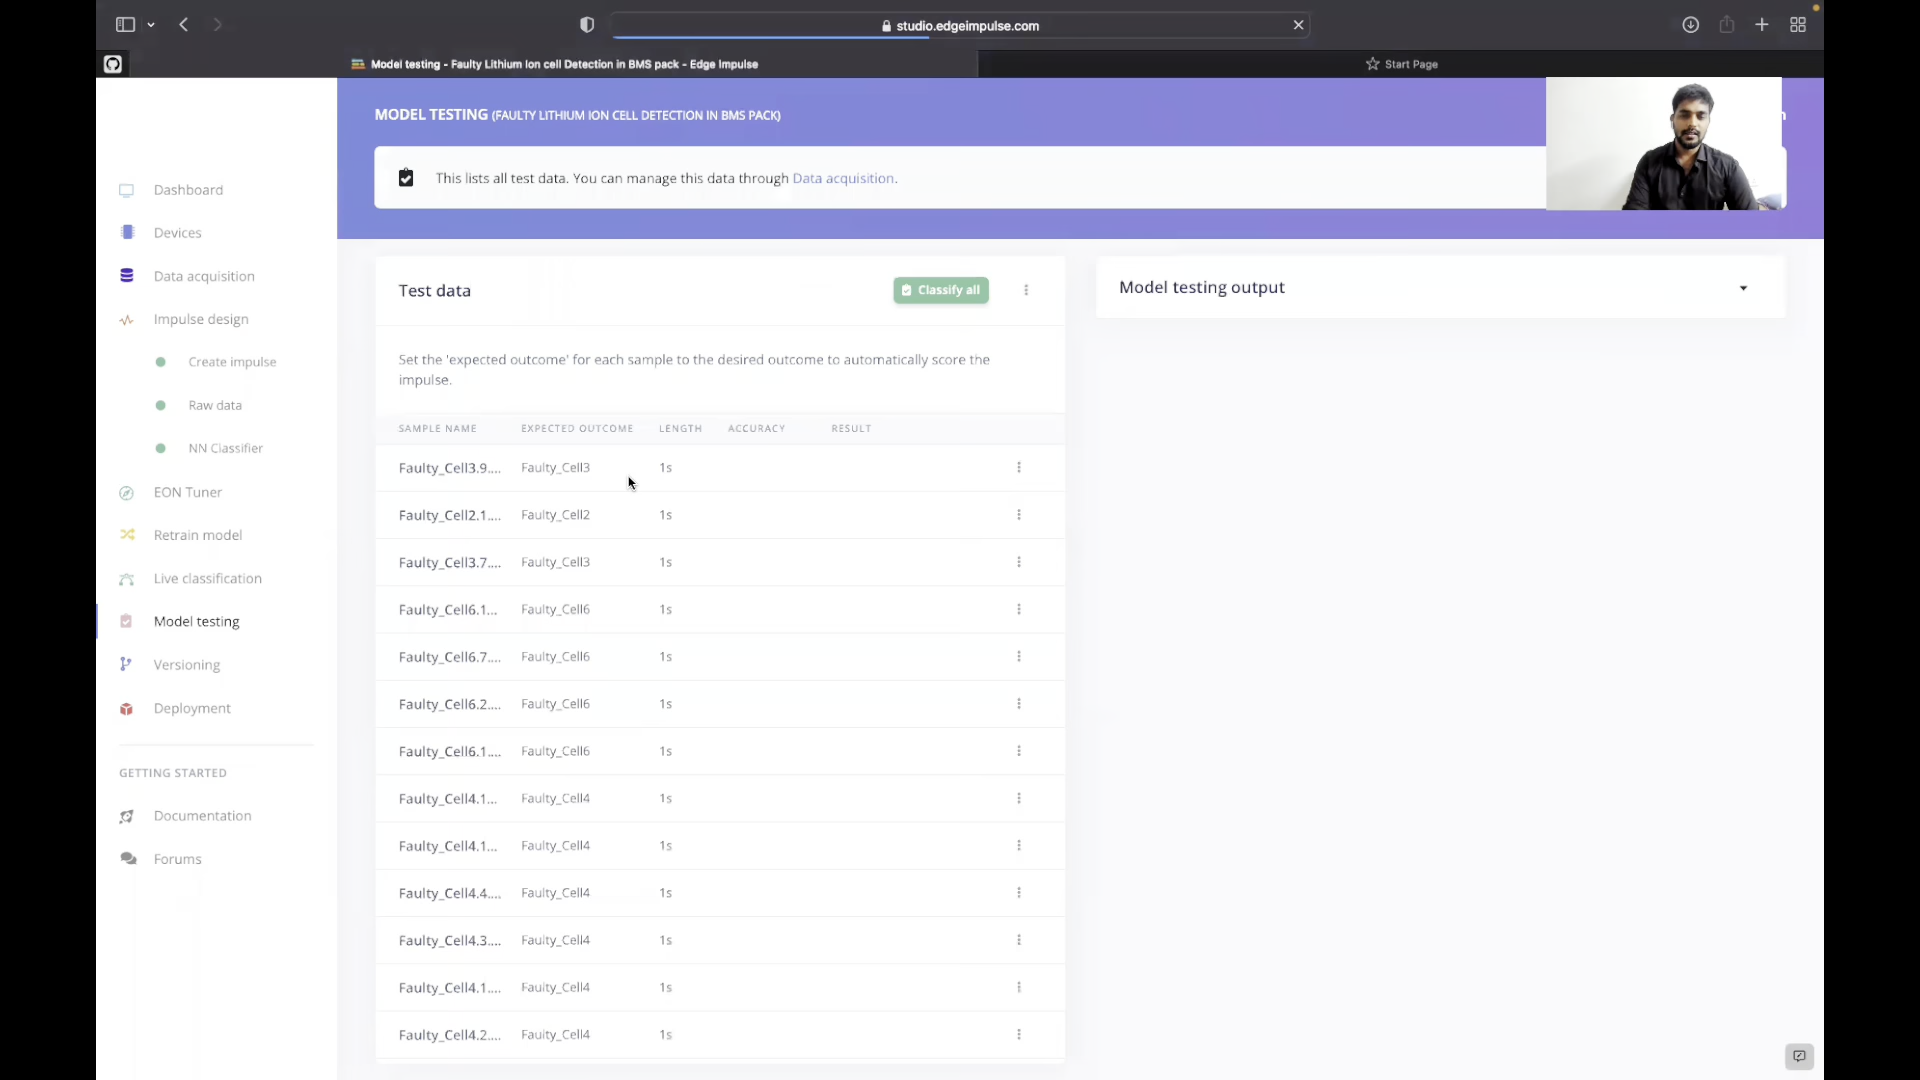 studio.edgeimpulse.com
Model testing - Faulty Lithium Ion cell Detection in BMS pack - Edge Impulse
Start Page
MODEL TESTING (FAULTY LITHIUM ION CELL DETECTION IN BMS PACK)
This lists all test data. You can manage this data through Data acquisition.
Dashboard
Devices
Data acquisition
Impulse design
Create impulse
Raw data
NN Classifier
EON Tuner
Retrain model
Live classification
Model testing
Versioning
Deployment
GETTING STARTED
Documentation
Forums
Test data
Classify all
Set the 'expected outcome' for each sample to the desired outcome to automatically score the
impulse.
SAMPLE NAME EXPECTED OUTCOME LENGTH ACCURACY RESULT
Faulty_Cell3.9.... Faulty_Cell3 1s
Faulty_Cell2.1.... Faulty_Cell2 1s
Faulty_Cell3.7.... Faulty_Cell3 1s
Faulty_Cell6.1... Faulty_Cell6 1s
Faulty_Cell6.7.... Faulty_Cell6 1s
Faulty_Cell6.2.... Faulty_Cell6 1s
Faulty_Cell6.1.... Faulty_Cell6 1s
Faulty_Cell4.1... Faulty_Cell4 1s
Faulty_Cell4.1... Faulty_Cell4 1s
Faulty_Cell4.4.... Faulty_Cell4 1s
Faulty_Cell4.3.... Faulty_Cell4 1s
Faulty_Cell4.1.... Faulty_Cell4 1s
Faulty_Cell4.2.... Faulty_Cell4 1s
Model testing output